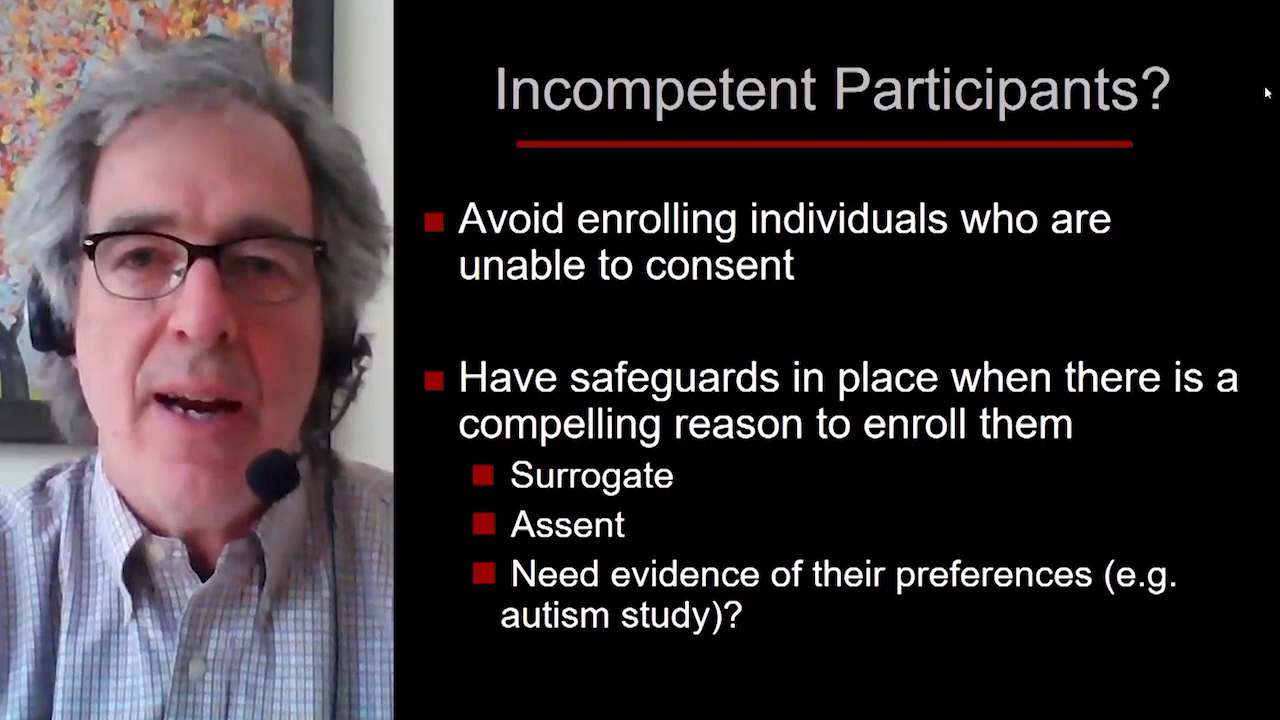 Incompetent Participants?
Avoid enrolling individuals who are
unable to consent
Have safeguards in place when there is a
compelling reason to enroll them
Surrogate
Assent
Need evidence of their preferences (e.g.
autism study)?